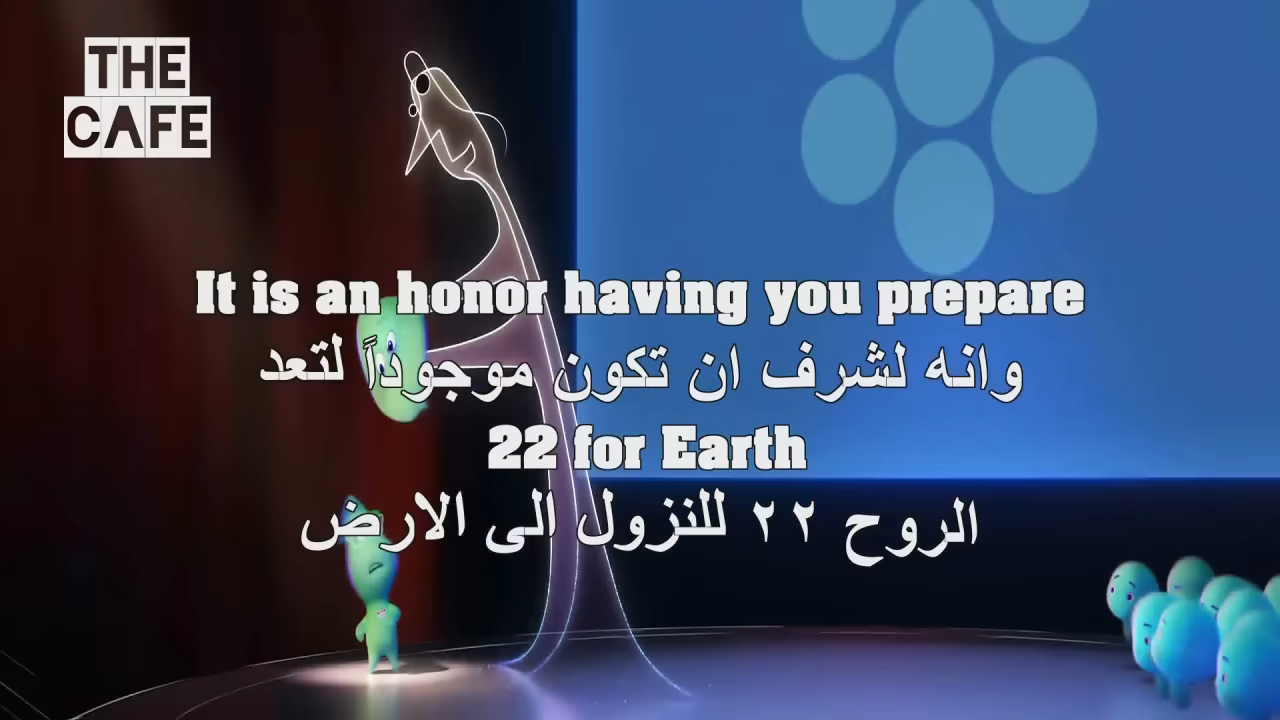 THE
CAFE
It is an honor having you prepare
وانه لشرف ان تكون موجوداً لتعد
22 for Earth
الروح ٢٢ للنزول الى الارض